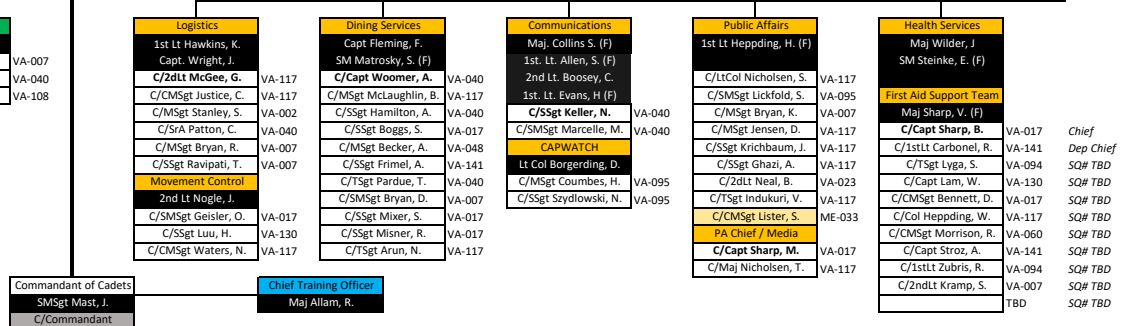 VA-007
VA-040
VA-108
Logistics
1st Lt Hawkins, K.
Capt. Wright, J.
C/2dLt McGee, G. VA-117
C/CMSgt Justice, C. VA-117
C/MSgt Stanley, S. VA-002
C/SrA Patton, C. VA-040
C/MSgt Bryan, R. VA-007
C/SSgt Ravipati, T. VA-007
Movement Control
2nd Lt Nogle, J.
C/SMSgt Geisler, O. VA-017
C/SSgt Luu, H. VA-130
C/CMSgt Waters, N. VA-117
Dining Services
Capt Fleming, F.
SM Matrosky, S. (F)
C/Capt Woomer, A. VA-040
C/MSgt McLaughlin, B. VA-117
C/SSgt Hamilton, A. VA-040
C/SSgt Boggs, S. VA-017
C/MSgt Becker, A. VA-048
C/SSgt Frimel, A. VA-141
C/TSgt Pardue, T. VA-040
C/SMSgt Bryan, D. VA-007
C/SSgt Mixer, S. VA-017
C/SSgt Misner, R. VA-017
C/TSgt Arun, N. VA-117
Communications
Maj. Collins S. (F)
1st. Lt. Allen, S. (F)
2nd Lt. Boosey, C.
1st. Lt. Evans, H (F)
C/SSgt Keller, N. VA-040
C/SMSgt Marcelle, M. VA-040
CAPWATCH
Lt Col Borgerding, D.
C/MSgt Coumbes, H. VA-095
C/SSgt Szydlowski, N. VA-095
Public Affairs
1st Lt Heppding, H. (F)
C/LtCol Nicholsen, S. VA-117
C/SMSgt Lickfold, S. VA-095
C/MSgt Bryan, K. VA-007
C/MSgt Jensen, D. VA-117
C/SSgt Krichbaum, J. VA-117
C/SSgt Ghazi, A. VA-117
C/2dLt Neal, B. VA-023
C/TSgt Indukuri, V. VA-117
C/CMSgt Lister, S. ME-033
PA Chief / Media
C/Capt Sharp, M. VA-017
C/Maj Nicholsen, T. VA-117
Health Services
Maj Wilder, J
SM Steinke, E. (F)
First Aid Support Team
Maj Sharp, V. (F)
C/Capt Sharp, B. VA-017 Chief
C/1stLt Carbonel, R. VA-141 Dep Chief
C/TSgt Lyga, S. VA-094 SQ# TBD
C/Capt Lam, W. VA-130 SQ# TBD
C/CMSgt Bennett, D. VA-017 SQ# TBD
C/Col Heppding, W. VA-117 SQ# TBD
C/CMSgt Morrison, R. VA-060 SQ# TBD
C/Capt Stroz, A. VA-141 SQ# TBD
C/1stLt Zubris, R. VA-094 SQ# TBD
C/2ndLt Kramp, S. VA-007 SQ# TBD
TBD SQ# TBD
Commandant of Cadets
SMSgt Mast, J.
C/Commandant
Chief Training Officer
Maj Allam, R.